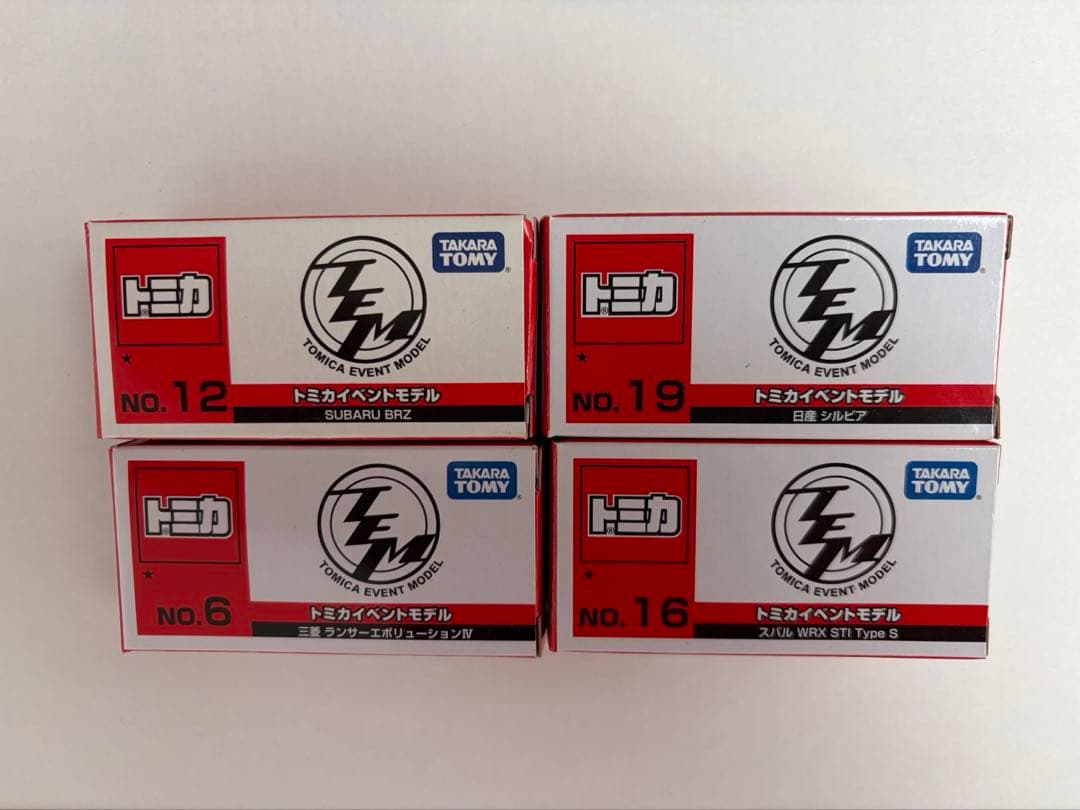 トミカ
TEM
TOMICA EVENT MODEL
TAKARA TOMY®
★
NO.12
トミカイベントモデル
SUBARU BRZ
トミカ
TEM
TOMICA EVENT MODEL
TAKARA TOMY®
★
NO.19
トミカイベントモデル
日産 シルビア
トミカ
TEM
TOMICA EVENT MODEL
TAKARA TOMY®
★
NO.6
トミカイベントモデル
三菱 ランサーエボリューションⅣ
トミカ
TEM
TOMICA EVENT MODEL
TAKARA TOMY®
★
NO.16
トミカイベントモデル
スバル WRX STI Type S